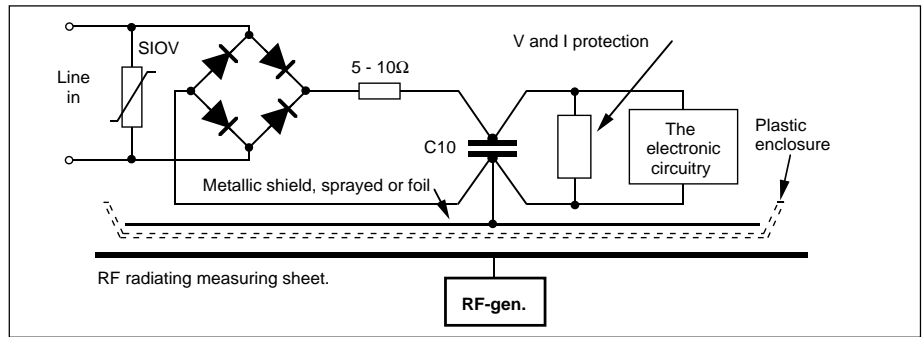 SIOV
Line
in
5 - 10Ω
V and I protection
C10
The
electronic
circuitry
Plastic
enclosure
Metallic shield, sprayed or foil
RF radiating measuring sheet.
RF-gen.